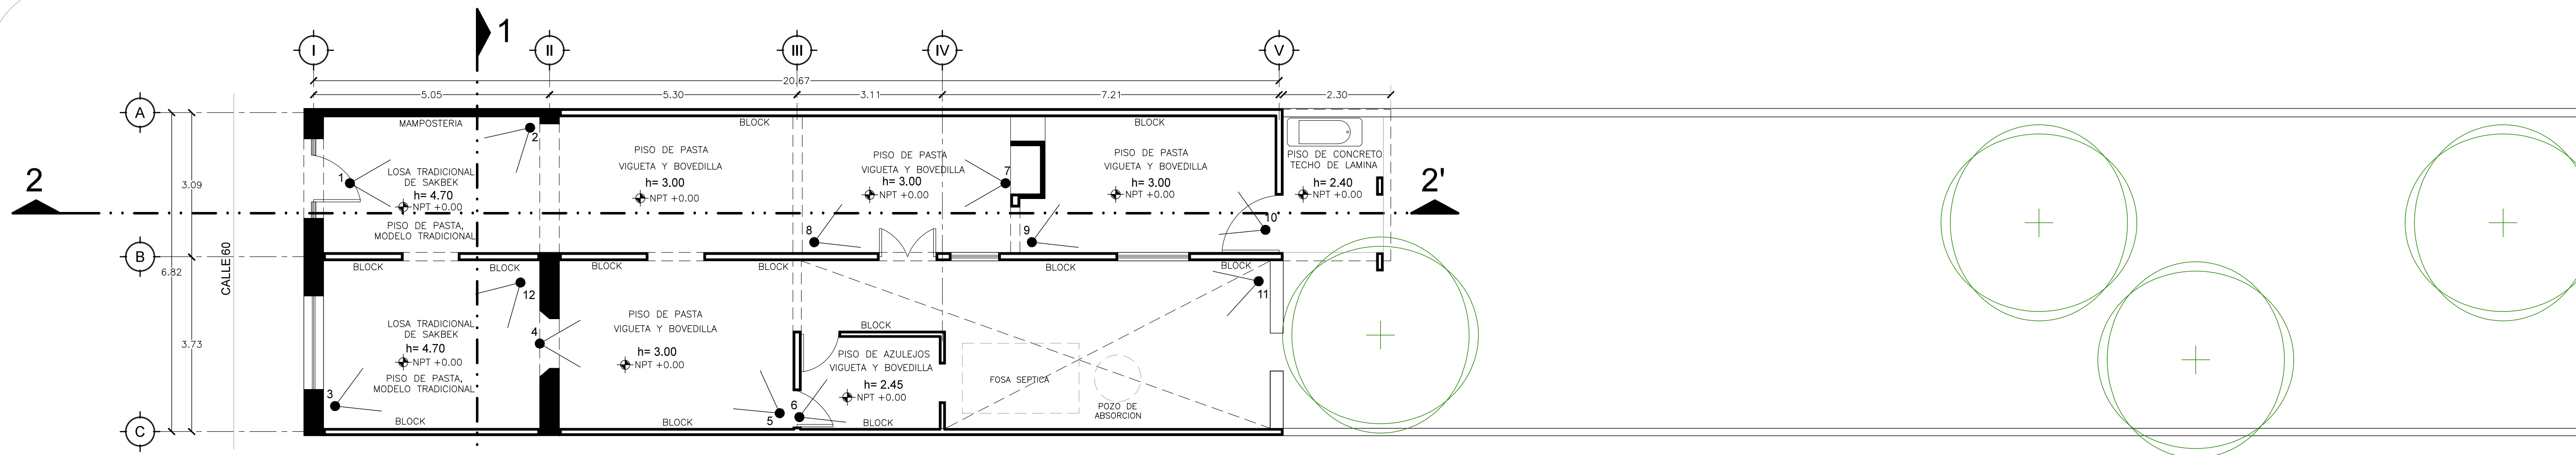 1
I
II
III
IV
V
20.67
5.05
5.30
3.11
7.21
2.30
A
B
C
3.09
6.82
3.73
CALLE 60
2
2'
MAMPOSTERIA
BLOCK
BLOCK
2
1
LOSA TRADICIONAL
DE SAKBEK
h= 4.70
NPT +0.00
PISO DE PASTA,
MODELO TRADICIONAL
PISO DE PASTA
VIGUETA Y BOVEDILLA
h= 3.00
NPT +0.00
PISO DE PASTA
VIGUETA Y BOVEDILLA
h= 3.00
NPT +0.00
7
8
PISO DE PASTA
VIGUETA Y BOVEDILLA
h= 3.00
NPT +0.00
9
10
PISO DE CONCRETO
TECHO DE LAMINA
h= 2.40
NPT +0.00
BLOCK
BLOCK
BLOCK
BLOCK
BLOCK
BLOCK
12
11
LOSA TRADICIONAL
DE SAKBEK
h= 4.70
NPT +0.00
PISO DE PASTA,
MODELO TRADICIONAL
3
BLOCK
4
PISO DE PASTA
VIGUETA Y BOVEDILLA
h= 3.00
NPT +0.00
5
BLOCK
BLOCK
PISO DE AZULEJOS
VIGUETA Y BOVEDILLA
h= 2.45
NPT +0.00
6
BLOCK
FOSA SEPTICA
POZO DE
ABSORCION